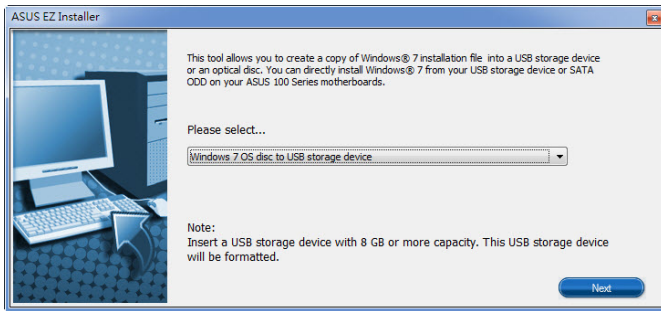 ASUS EZ Installer
This tool allows you to create a copy of Windows® 7 installation file into a USB storage device
or an optical disc. You can directly install Windows® 7 from your USB storage device or SATA
ODD on your ASUS 100 Series motherboards.
Please select...
Windows 7 OS disc to USB storage device
Note:
Insert a USB storage device with 8 GB or more capacity. This USB storage device
will be formatted.
Next